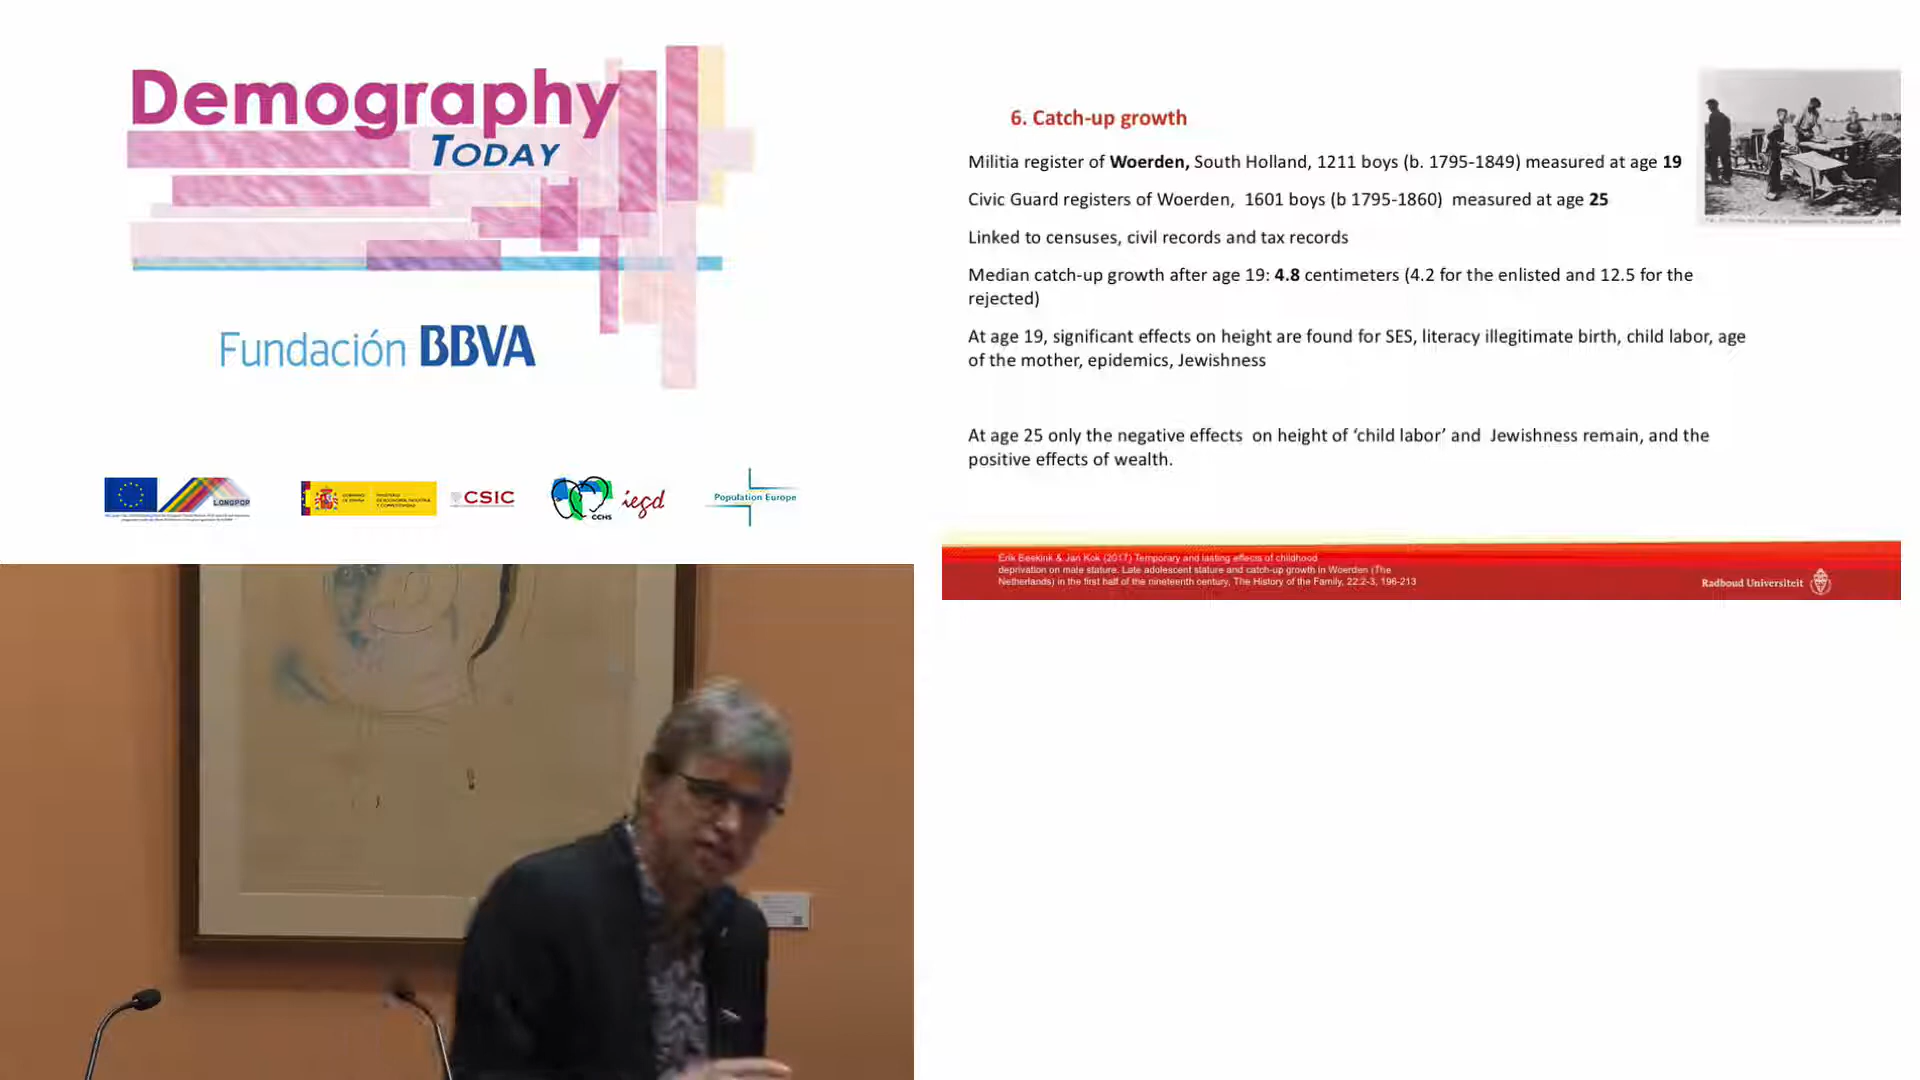 Demography
TODAY
Fundación BBVA
LONGPOP
CSIC
CCHS
iegd
Population Europe
6. Catch-up growth
Militia register of Woerden, South Holland, 1211 boys (b. 1795-1849) measured at age 19
Civic Guard registers of Woerden, 1601 boys (b 1795-1860) measured at age 25
Linked to censuses, civil records and tax records
Median catch-up growth after age 19: 4.8 centimeters (4.2 for the enlisted and 12.5 for the
rejected)
At age 19, significant effects on height are found for SES, literacy illegitimate birth, child labor, age
of the mother, epidemics, Jewishness
At age 25 only the negative effects on height of ‘child labor’ and Jewishness remain, and the
positive effects of wealth.
Erik Beekink & Jan Kok (2017) Temporary and lasting effects of childhood
deprivation on male stature. Late adolescent stature and catch-up growth in Woerden (The
Netherlands) in the first half of the nineteenth century, The History of the Family, 22:2-3, 196-213
Radboud Universiteit